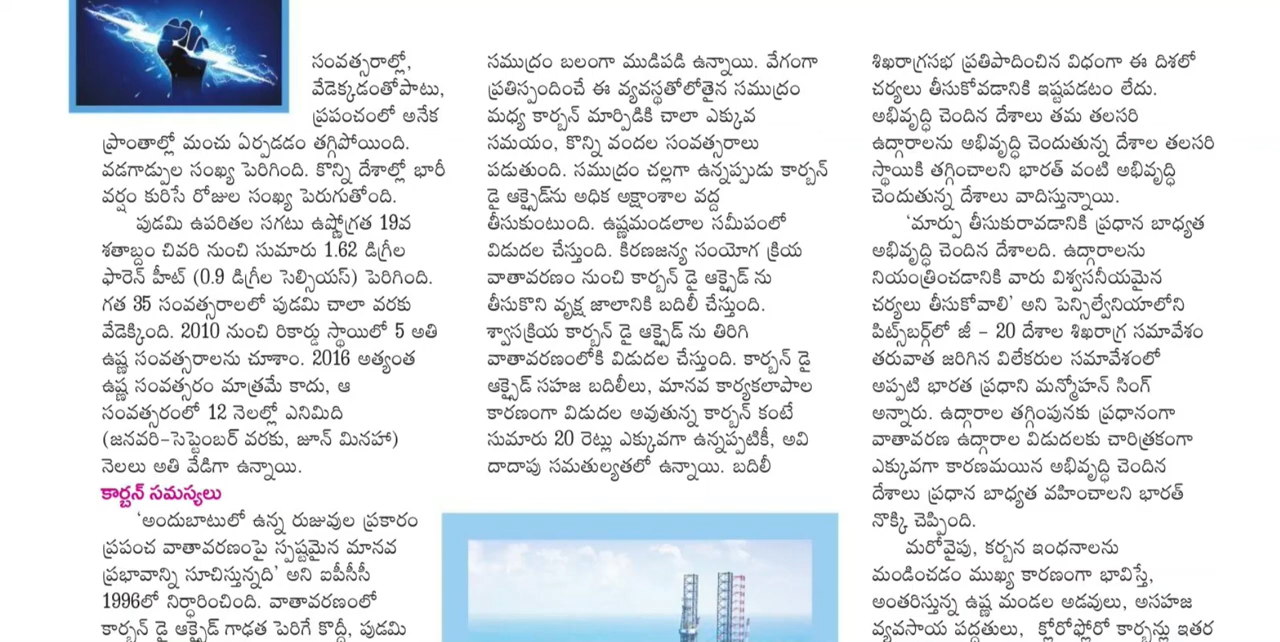 సంవత్సరాల్లో,
వేడెక్కడంతోపాటు,
ప్రపంచంలో అనేక
ప్రాంతాల్లో మంచు ఏర్పడడం తగ్గిపోయింది.
వడగాడ్పుల సంఖ్య పెరిగింది. కొన్ని దేశాల్లో భారీ
వర్షం కురిసే రోజుల సంఖ్య పెరుగుతోంది.
పుడమి ఉపరితల సగటు ఉష్ణోగ్రత 19వ
శతాబ్దం చివరి నుంచి సుమారు 1.62 డిగ్రీల
ఫారెన్ హీట్ (0.9 డిగ్రీల సెల్సియస్) పెరిగింది.
గత 35 సంవత్సరాలలో పుడమి చాలా వరకు
వేడెక్కింది. 2010 నుంచి రికార్డు స్థాయిలో 5 అతి
ఉష్ణ సంవత్సరాలను చూశాం. 2016 అత్యంత
ఉష్ణ సంవత్సరం మాత్రమే కాదు, ఆ
సంవత్సరంలో 12 నెలల్లో ఎనిమిది
(జనవరి-సెప్టెంబర్ వరకు, జూన్ మినహా)
నెలలు అతి వేడిగా ఉన్నాయి.
కార్బన్ సమస్యలు
'అందుబాటులో ఉన్న రుజువుల ప్రకారం
ప్రపంచ వాతావరణంపై స్పష్టమైన మానవ
ప్రభావాన్ని సూచిస్తున్నది' అని ఐపీసీసీ
1996లో నిర్ధారించింది. వాతావరణంలో
కార్బన్ డై ఆక్సైడ్ గాఢత పెరిగే కొద్దీ, పుడమి
సముద్రం బలంగా ముడిపడి ఉన్నాయి. వేగంగా
ప్రతిస్పందించే ఈ వ్యవస్థతోలోతైన సముద్రం
మధ్య కార్బన్ మార్పిడికి చాలా ఎక్కువ
సమయం, కొన్ని వందల సంవత్సరాలు
పడుతుంది. సముద్రం చల్లగా ఉన్నప్పుడు కార్బన్
డై ఆక్సైడ్‌ను అధిక అక్షాంశాల వద్ద
తీసుకుంటుంది. ఉష్ణమండలాల సమీపంలో
విడుదల చేస్తుంది. కిరణజన్య సంయోగ క్రియ
వాతావరణం నుంచి కార్బన్ డై ఆక్సైడ్ ను
తీసుకొని వృక్ష జాలానికి బదిలీ చేస్తుంది.
శ్వాసక్రియ కార్బన్ డై ఆక్సైడ్ ను తిరిగి
వాతావరణంలోకి విడుదల చేస్తుంది. కార్బన్ డై
ఆక్సైడ్ సహజ బదిలీలు, మానవ కార్యకలాపాల
కారణంగా విడుదల అవుతున్న కార్బన్ కంటే
సుమారు 20 రెట్లు ఎక్కువగా ఉన్నప్పటికీ, అవి
దాదాపు సమతుల్యతలో ఉన్నాయి. బదిలీ
శిఖరాగ్రసభ ప్రతిపాదించిన విధంగా ఈ దిశలో
చర్యలు తీసుకోవడానికి ఇష్టపడటం లేదు.
అభివృద్ధి చెందిన దేశాలు తమ తలసరి
ఉద్గారాలను అభివృద్ధి చెందుతున్న దేశాల తలసరి
స్థాయికి తగ్గించాలని భారత్ వంటి అభివృద్ధి
చెందుతున్న దేశాలు వాదిస్తున్నాయి.
'మార్పు తీసుకురావడానికి ప్రధాన బాధ్యత
అభివృద్ధి చెందిన దేశాలది. ఉద్గారాలను
నియంత్రించడానికి వారు విశ్వసనీయమైన
చర్యలు తీసుకోవాలి' అని పెన్సిల్వేనియాలోని
పిట్స్‌బర్గ్‌లో జీ - 20 దేశాల శిఖరాగ్ర సమావేశం
తరువాత జరిగిన విలేకరుల సమావేశంలో
అప్పటి భారత ప్రధాని మన్మోహన్ సింగ్
అన్నారు. ఉద్గారాల తగ్గింపునకు ప్రధానంగా
వాతావరణ ఉద్గారాల విడుదలకు చారిత్రకంగా
ఎక్కువగా కారణమయిన అభివృద్ధి చెందిన
దేశాలు ప్రధాన బాధ్యత వహించాలని భారత్
నొక్కి చెప్పింది.
మరోవైపు, కర్బన ఇంధనాలను
మండించడం ముఖ్య కారణంగా భావిస్తే,
అంతరిస్తున్న ఉష్ణ మండల అడవులు, అసహజ
వ్యవసాయ పద్ధతులు, క్లోరోఫ్లోరో కార్బన్లు ఇతర